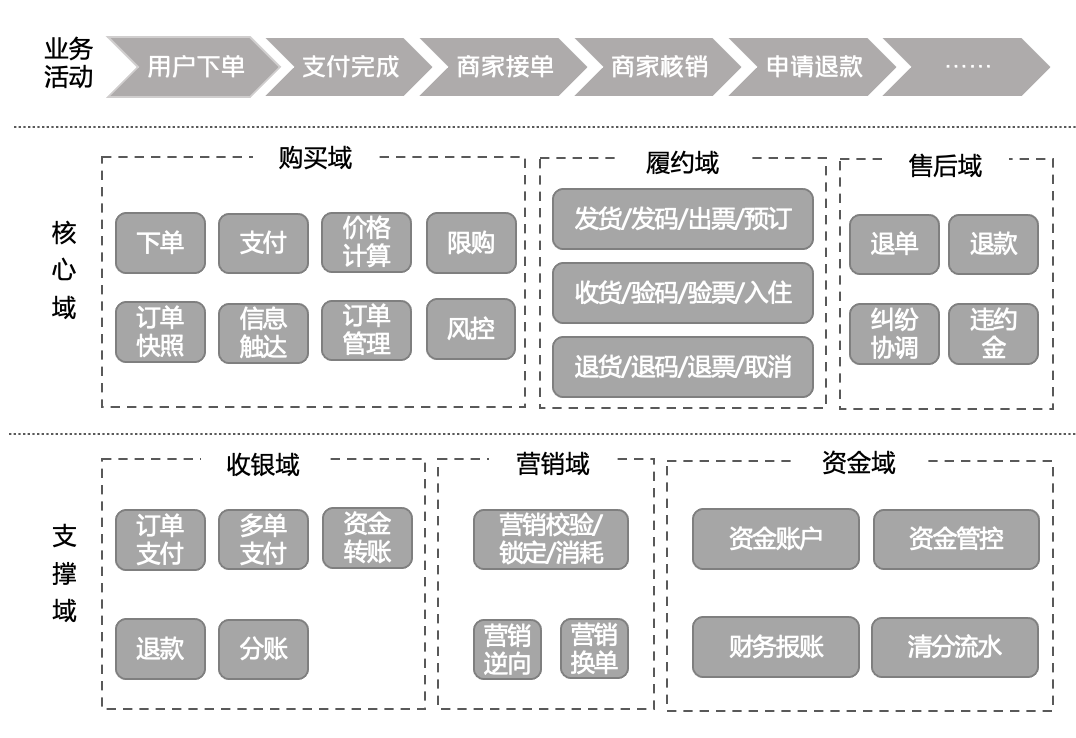 业务
活动
用户下单
支付完成
商家接单
商家核销
申请退款
……
核
心
域
购买域
下单
支付
价格
计算
限购
订单
快照
信息
触达
订单
管理
风控
履约域
发货/发码/出票/预订
收货/验码/验票/入住
退货/退码/退票/取消
售后域
退单
退款
纠纷
协调
违约
金
支
撑
域
收银域
订单
支付
多单
支付
资金
转账
退款
分账
营销域
营销校验/
锁定/消耗
营销
逆向
营销
换单
资金域
资金账户
资金管控
财务报账
清分流水